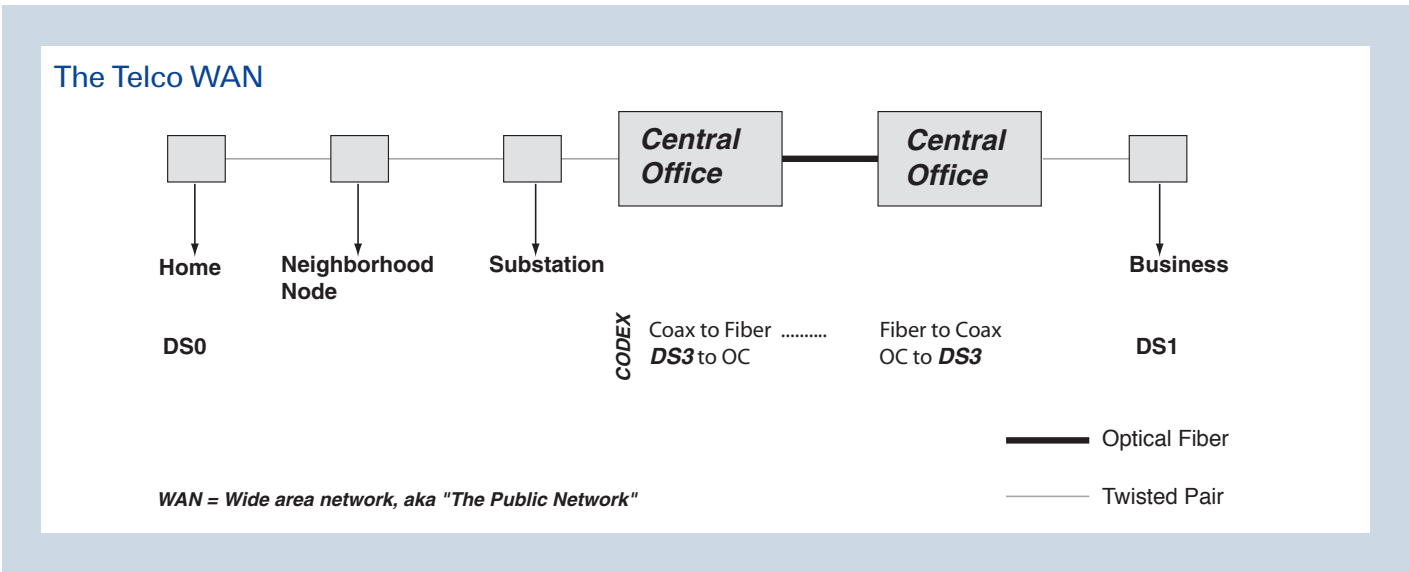 The Telco WAN
Central
Office
Central
Office
Home
Neighborhood
Node
Substation
Business
DS0
CODEX
Coax to Fiber ..........
DS3 to OC
Fiber to Coax
OC to DS3
DS1
Optical Fiber
Twisted Pair
WAN = Wide area network, aka "The Public Network"